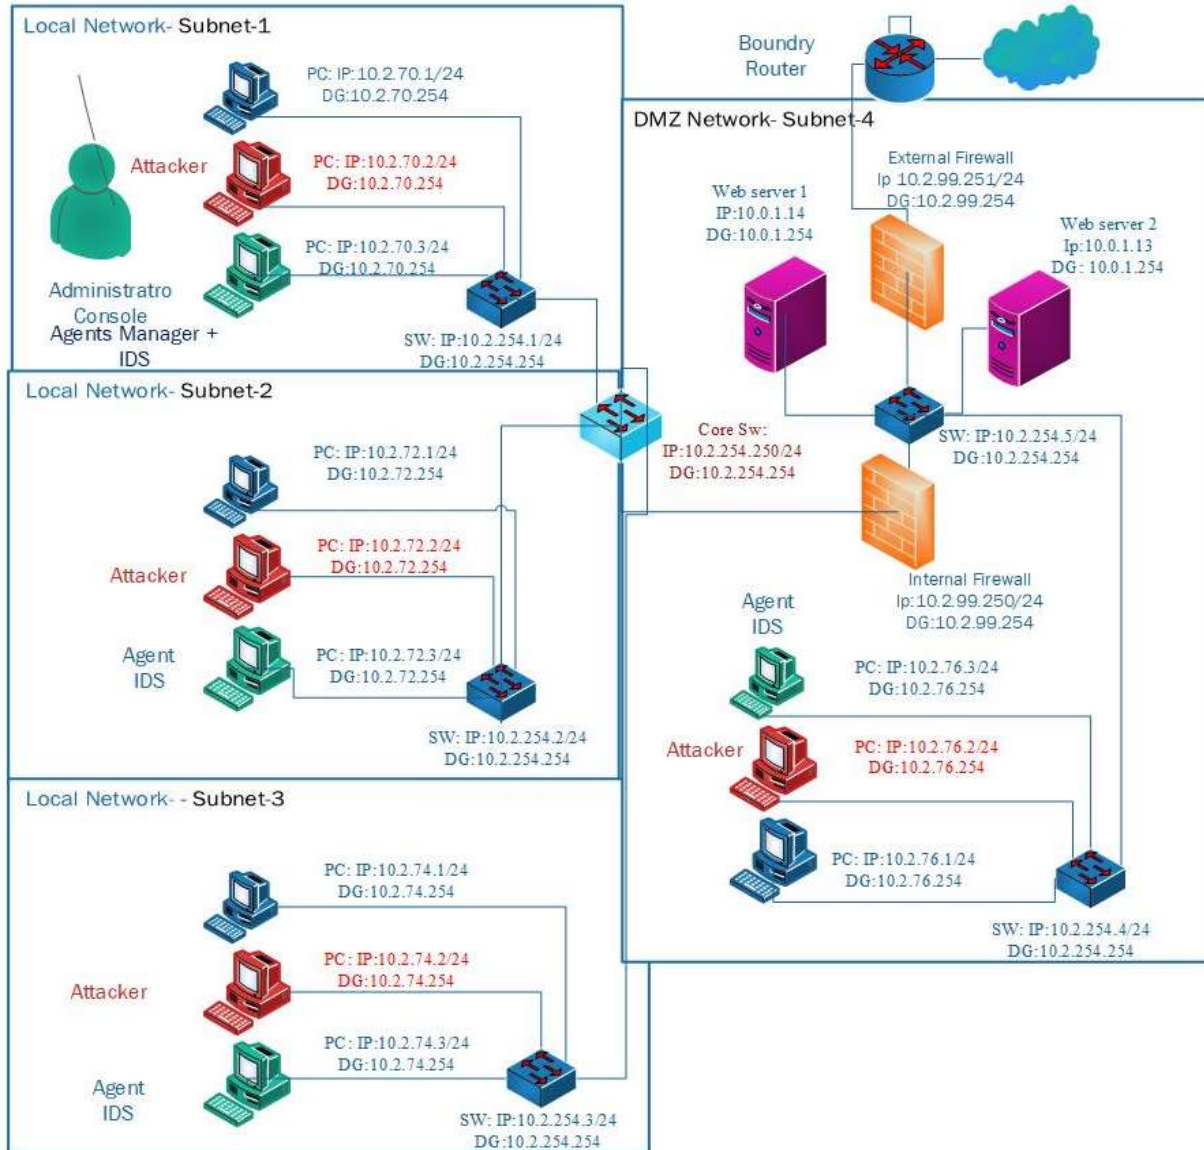 Local Network- Subnet-1
PC: IP:10.2.70.1/24
DG:10.2.70.254
Attacker
PC: IP:10.2.70.2/24
DG:10.2.70.254
PC: IP:10.2.70.3/24
DG:10.2.70.254
Administratro
Console
Agents Manager +
IDS
SW: IP:10.2.254.1/24
DG:10.2.254.254
Local Network- Subnet-2
PC: IP:10.2.72.1/24
DG:10.2.72.254
Attacker
PC: IP:10.2.72.2/24
DG:10.2.72.254
Agent
IDS
PC: IP:10.2.72.3/24
DG:10.2.72.254
SW: IP:10.2.254.2/24
DG:10.2.254.254
Local Network- - Subnet-3
PC: IP:10.2.74.1/24
DG:10.2.74.254
Attacker
PC: IP:10.2.74.2/24
DG:10.2.74.254
Agent
IDS
PC: IP:10.2.74.3/24
DG:10.2.74.254
SW: IP:10.2.254.3/24
DG:10.2.254.254
Boundry
Router
DMZ Network- Subnet-4
External Firewall
Ip 10.2.99.251/24
DG:10.2.99.254
Web server 1
IP:10.0.1.14
DG:10.0.1.254
Web server 2
Ip:10.0.1.13
DG: 10.0.1.254
Core Sw:
IP:10.2.254.250/24
DG:10.2.254.254
SW: IP:10.2.254.5/24
DG:10.2.254.254
Internal Firewall
Ip:10.2.99.250/24
DG:10.2.99.254
Agent
IDS
PC: IP:10.2.76.3/24
DG:10.2.76.254
Attacker
PC: IP:10.2.76.2/24
DG:10.2.76.254
PC: IP:10.2.76.1/24
DG:10.2.76.254
SW: IP:10.2.254.4/24
DG:10.2.254.254